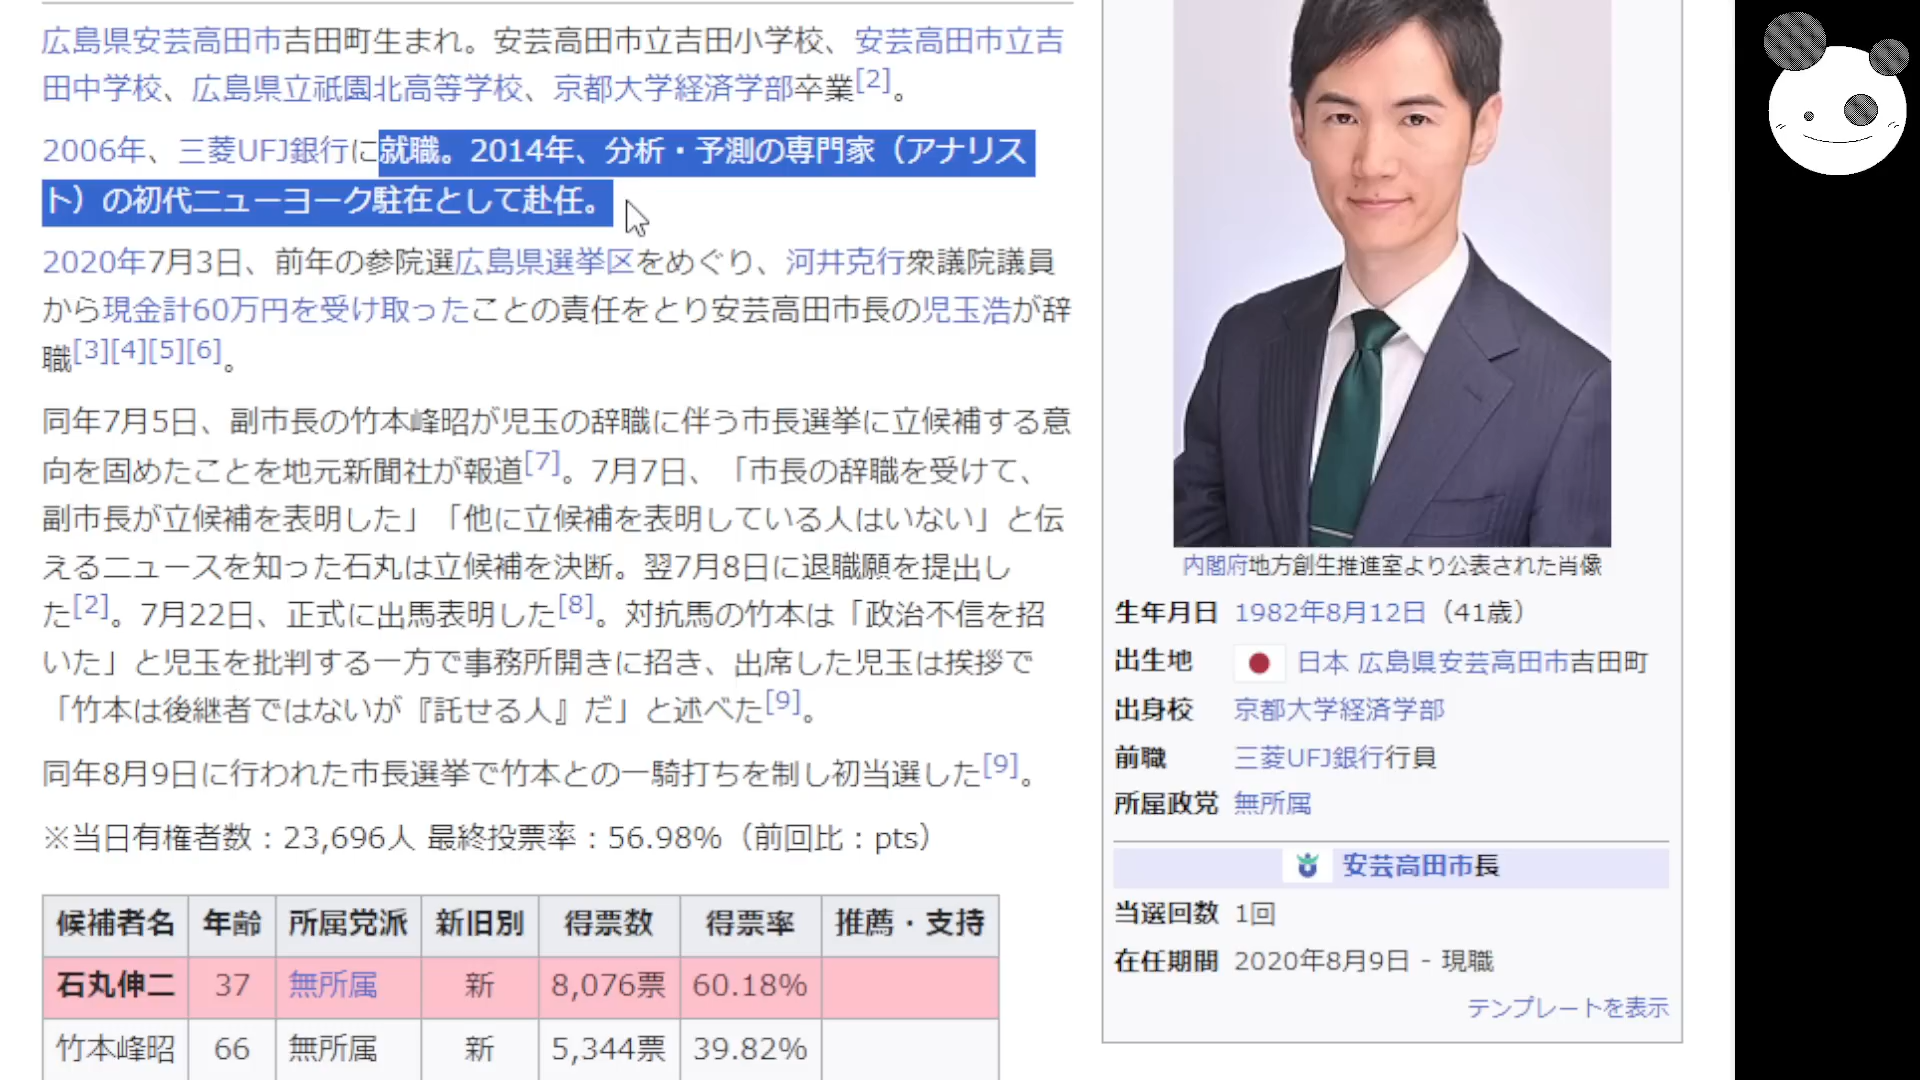 広島県安芸高田市吉田町生まれ。安芸高田市立吉田小学校、安芸高田市立吉
田中学校、広島県立祇園北高等学校、京都大学経済学部卒業[2]。
2006年、三菱UFJ銀行に就職。2014年、分析・予測の専門家（アナリス
ト）の初代ニューヨーク駐在として赴任。
2020年7月3日、前年の参院選広島県選挙区をめぐり、河井克行衆議院議員
から現金計60万円を受け取ったことの責任をとり安芸高田市長の児玉浩が辞
職[3][4][5][6]。
同年7月5日、副市長の竹本峰昭が児玉の辞職に伴う市長選挙に立候補する意
向を固めたことを地元新聞社が報道[7]。7月7日、「市長の辞職を受けて、
副市長が立候補を表明した」「他に立候補を表明している人はいない」と伝
えるニュースを知った石丸は立候補を決断。翌7月8日に退職願を提出し
た[2]。7月22日、正式に出馬表明した[8]。対抗馬の竹本は「政治不信を招
いた」と児玉を批判する一方で事務所開きに招き、出席した児玉は挨拶で
「竹本は後継者ではないが『託せる人』だ」と述べた[9]。
同年8月9日に行われた市長選挙で竹本との一騎打ちを制し初当選した[9]。
※当日有権者数：23,696人 最終投票率：56.98%（前回比：pts）
候補者名 年齢 所属党派 新旧別 得票数 得票率 推薦・支持
石丸伸二 37 無所属 新 8,076票 60.18%
竹本峰昭 66 無所属 新 5,344票 39.82%
内閣府地方創生推進室より公表された肖像
生年月日 1982年8月12日（41歳）
出生地 日本 広島県安芸高田市吉田町
出身校 京都大学経済学部
前職 三菱UFJ銀行行員
所属政党 無所属
安芸高田市長
当選回数 1回
在任期間 2020年8月9日 - 現職
テンプレートを表示